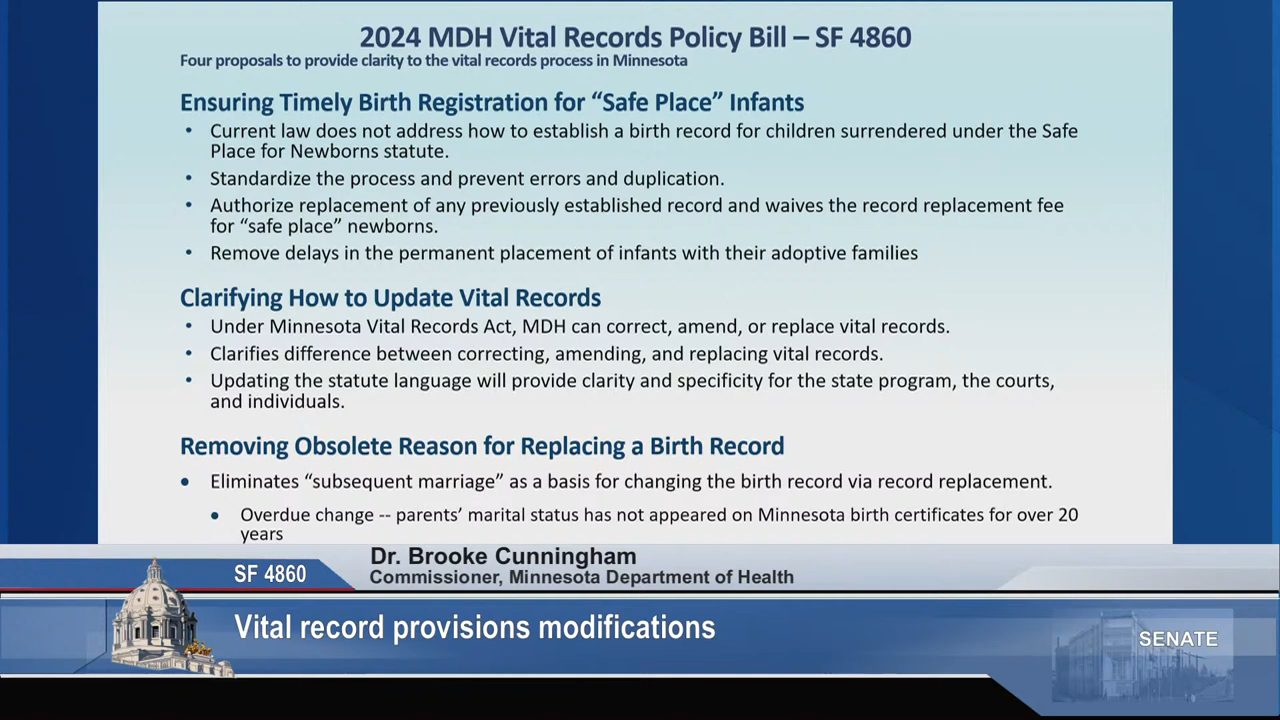 2024 MDH Vital Records Policy Bill – SF 4860
Four proposals to provide clarity to the vital records process in Minnesota
Ensuring Timely Birth Registration for “Safe Place” Infants
• Current law does not address how to establish a birth record for children surrendered under the Safe
Place for Newborns statute.
• Standardize the process and prevent errors and duplication.
• Authorize replacement of any previously established record and waives the record replacement fee
for “safe place” newborns.
• Remove delays in the permanent placement of infants with their adoptive families
Clarifying How to Update Vital Records
• Under Minnesota Vital Records Act, MDH can correct, amend, or replace vital records.
• Clarifies difference between correcting, amending, and replacing vital records.
• Updating the statute language will provide clarity and specificity for the state program, the courts,
and individuals.
Removing Obsolete Reason for Replacing a Birth Record
• Eliminates “subsequent marriage” as a basis for changing the birth record via record replacement.
• Overdue change -- parents’ marital status has not appeared on Minnesota birth certificates for over 20
years
SF 4860
Dr. Brooke Cunningham
Commissioner, Minnesota Department of Health
Vital record provisions modifications
SENATE